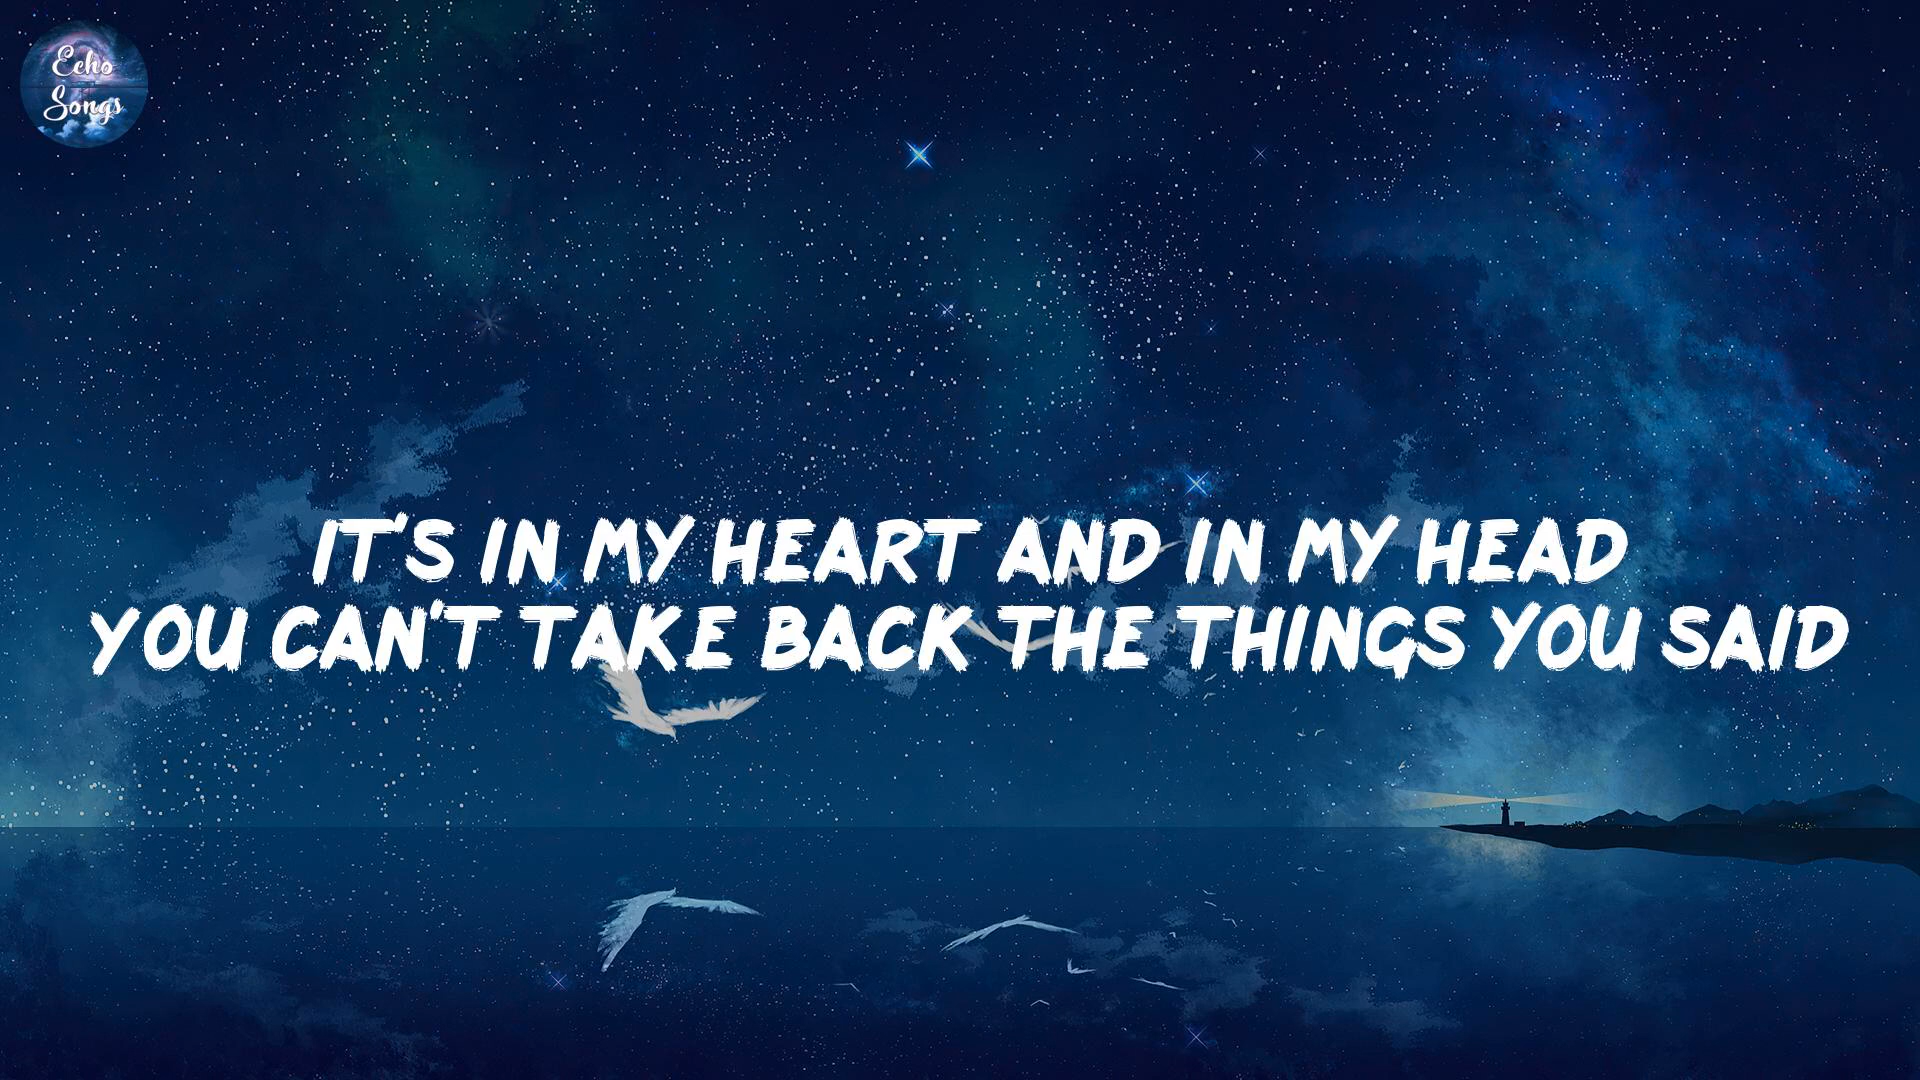 Echo
Songs
IT'S IN MY HEART AND IN MY HEAD
YOU CAN'T TAKE BACK THE THINGS YOU SAID